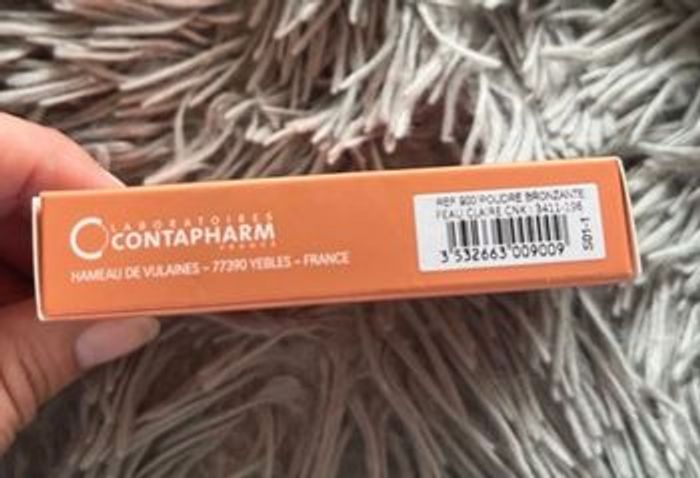 LABORATOIRES
CONTAPHARM
FRANCE
HAMEAU DE VULAINES – 77390 YEBLES – FRANCE
REF 900 POUDRE BRONZANTE
PEAU CLAIRE CNK : 3411-196
3 532663 009009
S01-1